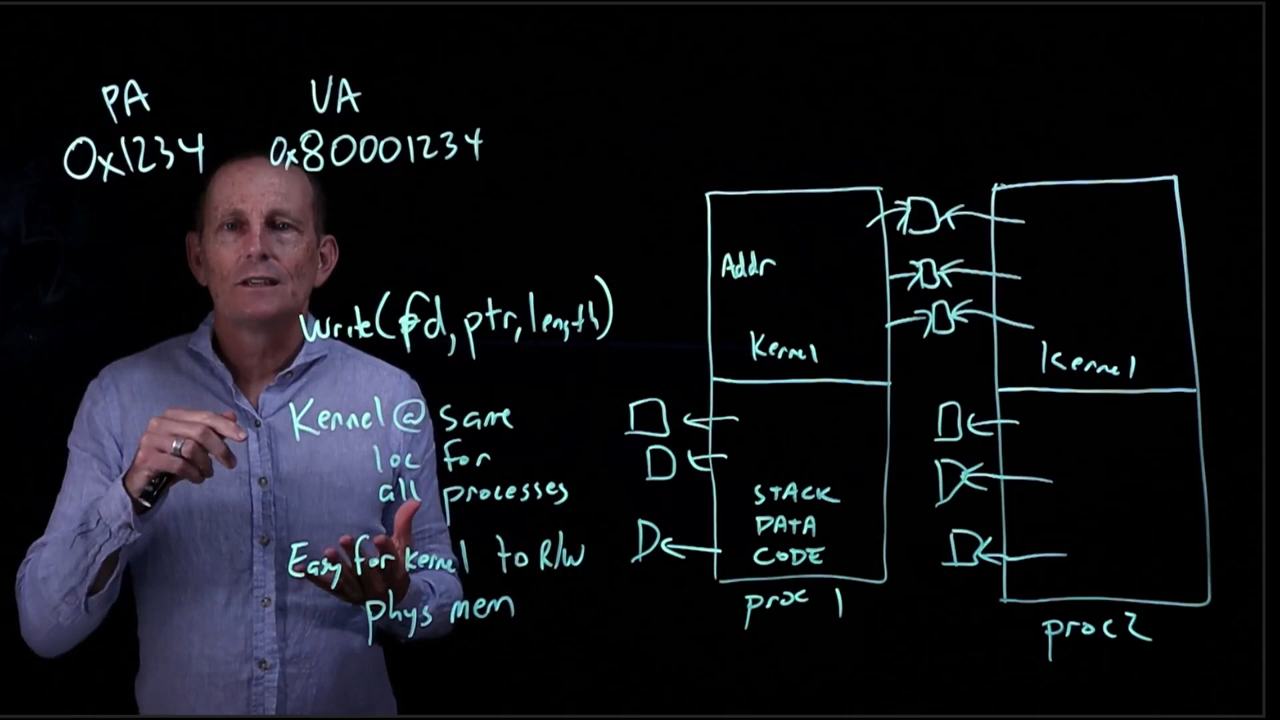 PA
VA
0x1234
0x80001234
write(fd, ptr, length)
Kernel @ same
loc for
all processes
Easy for kernel to R/W
phys mem
Addr
Kernel
STACK
DATA
CODE
proc 1
Kernel
proc 2